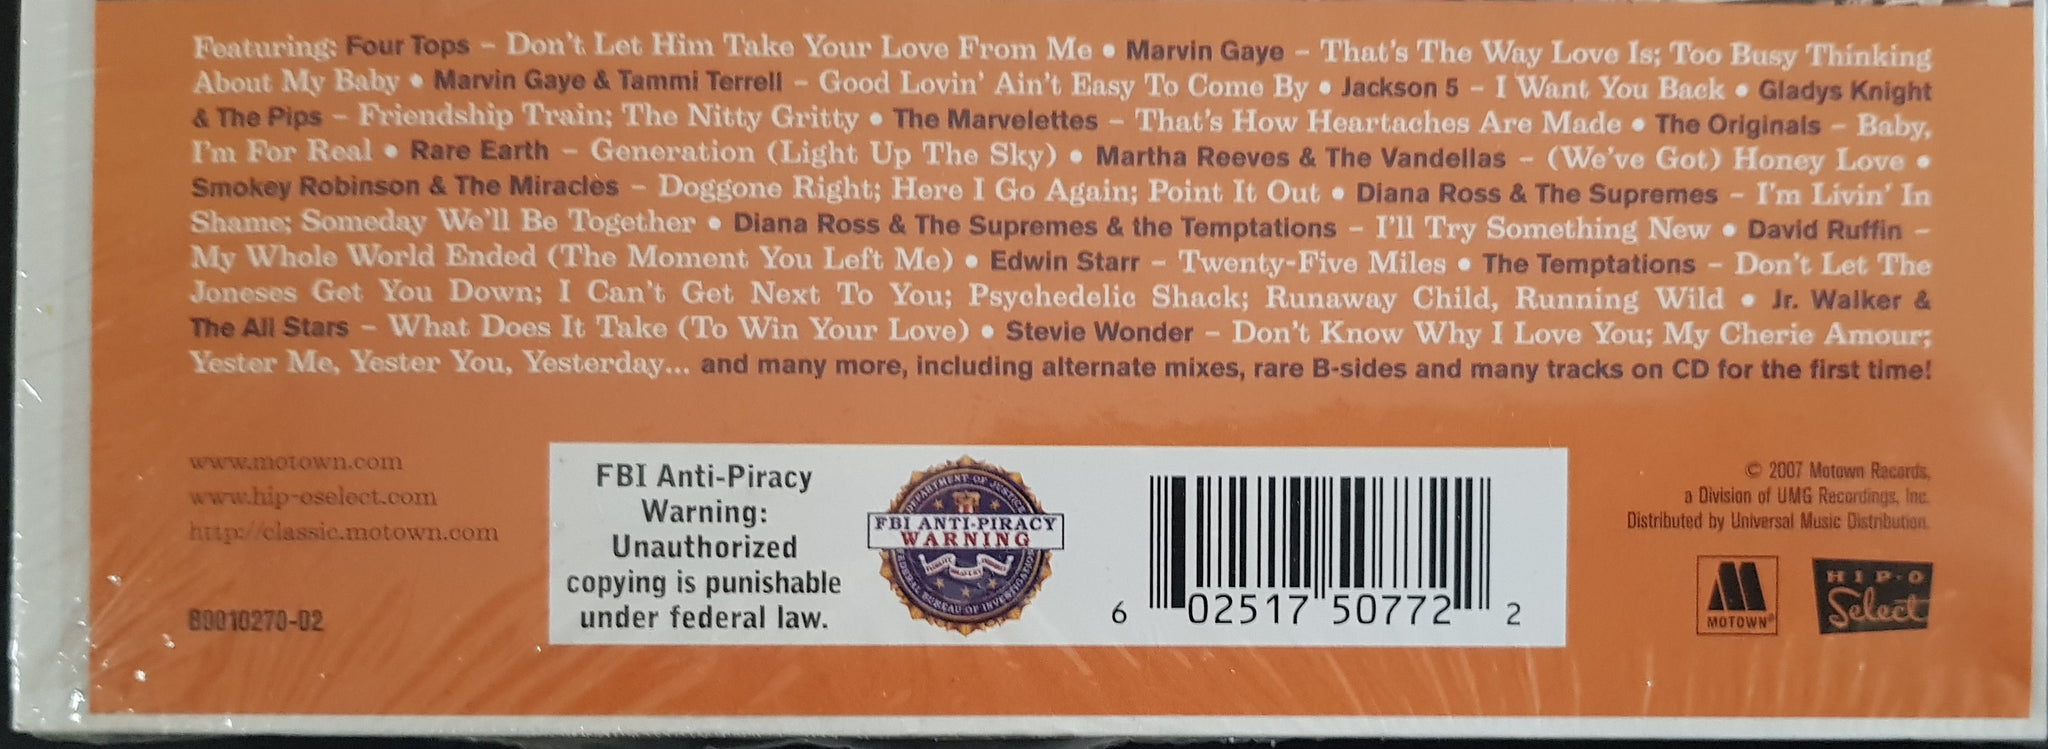 Featuring: Four Tops – Don't Let Him Take Your Love From Me • Marvin Gaye – That's The Way Love Is; Too Busy Thinking
About My Baby • Marvin Gaye & Tammi Terrell – Good Lovin' Ain't Easy To Come By • Jackson 5 – I Want You Back • Gladys Knight
& The Pips – Friendship Train; The Nitty Gritty • The Marvelettes – That's How Heartaches Are Made • The Originals – Baby,
I'm For Real • Rare Earth – Generation (Light Up The Sky) • Martha Reeves & The Vandellas – (We've Got) Honey Love •
Smokey Robinson & The Miracles – Doggone Right; Here I Go Again; Point It Out • Diana Ross & The Supremes – I'm Livin' In
Shame; Someday We'll Be Together • Diana Ross & The Supremes & the Temptations – I'll Try Something New • David Ruffin –
My Whole World Ended (The Moment You Left Me) • Edwin Starr – Twenty-Five Miles • The Temptations – Don't Let The
Joneses Get You Down; I Can't Get Next To You; Psychedelic Shack; Runaway Child, Running Wild • Jr. Walker &
The All Stars – What Does It Take (To Win Your Love) • Stevie Wonder – Don't Know Why I Love You; My Cherie Amour;
Yester Me, Yester You, Yesterday... and many more, including alternate mixes, rare B-sides and many tracks on CD for the first time!
www.motown.com
www.hip-oselect.com
http://classic.motown.com
B0010270-02
FBI Anti-Piracy
Warning:
Unauthorized
copying is punishable
under federal law.
DEPARTMENT OF JUSTICE
FBI ANTI-PIRACY
WARNING
FEDERAL BUREAU OF INVESTIGATION
6 02517 50772 2
© 2007 Motown Records,
a Division of UMG Recordings, Inc.
Distributed by Universal Music Distribution.
MOTOWN®
HIP-O
Select